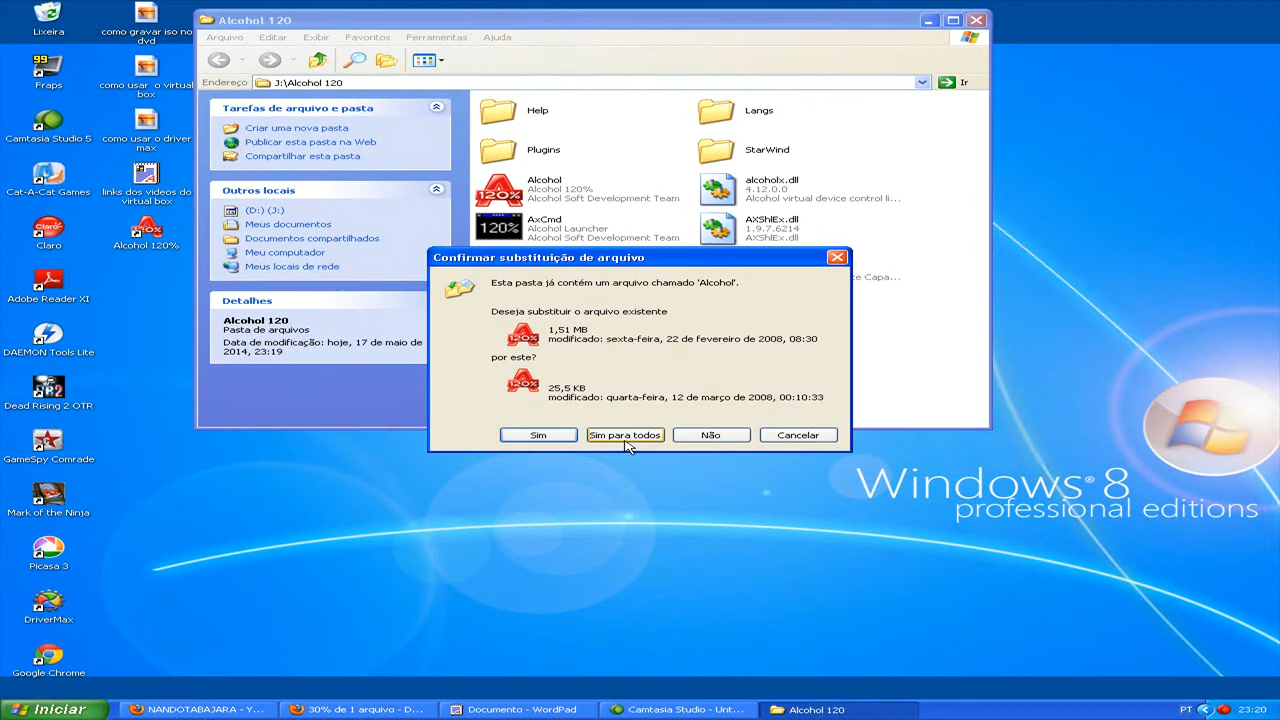 Lixeira
como gravar iso no
dvd
99
Fraps
como usar o virtual
box
Camtasia Studio 5
como usar o driver
max
Cat-A-Cat Games
links dos videos do
virtual box
Claro
Claro
Alcohol 120%
Adobe Reader XI
DAEMON Tools Lite
Dead Rising 2 OTR
GameSpy Comrade
Mark of the Ninja
Picasa 3
DriverMax
Google Chrome
Alcohol 120
Arquivo Editar Exibir Favoritos Ferramentas Ajuda
Endereço J:\Alcohol 120 Ir
Tarefas de arquivo e pasta
Criar uma nova pasta
Publicar esta pasta na Web
Compartilhar esta pasta
Outros locais
(D:) (J:)
Meus documentos
Documentos compartilhados
Meu computador
Meus locais de rede
Detalhes
Alcohol 120
Pasta de arquivos
Data de modificação: hoje, 17 de maio de
2014, 23:19
Help
Langs
Plugins
StarWind
120%
Alcohol
Alcohol 120%
Alcohol Soft Development Team
alcoholx.dll
4.12.0.0
Alcohol virtual device control li...
120%
AxCmd
Alcohol Launcher
Alcohol Soft Development Team
AXShlEx.dll
1.9.7.6214
AXShlEx.dll
ce Capa...
Confirmar substituição de arquivo
Esta pasta já contém um arquivo chamado 'Alcohol'.
Deseja substituir o arquivo existente
120%
1,51 MB
modificado: sexta-feira, 22 de fevereiro de 2008, 08:30
por este?
120%
25,5 KB
modificado: quarta-feira, 12 de março de 2008, 00:10:33
Sim Sim para todos Não Cancelar
Windows® 8
professional editions
Iniciar NANDOTABAJARA - Y... 30% de 1 arquivo - D... Documento - WordPad Camtasia Studio - Unt... Alcohol 120 PT 23:20